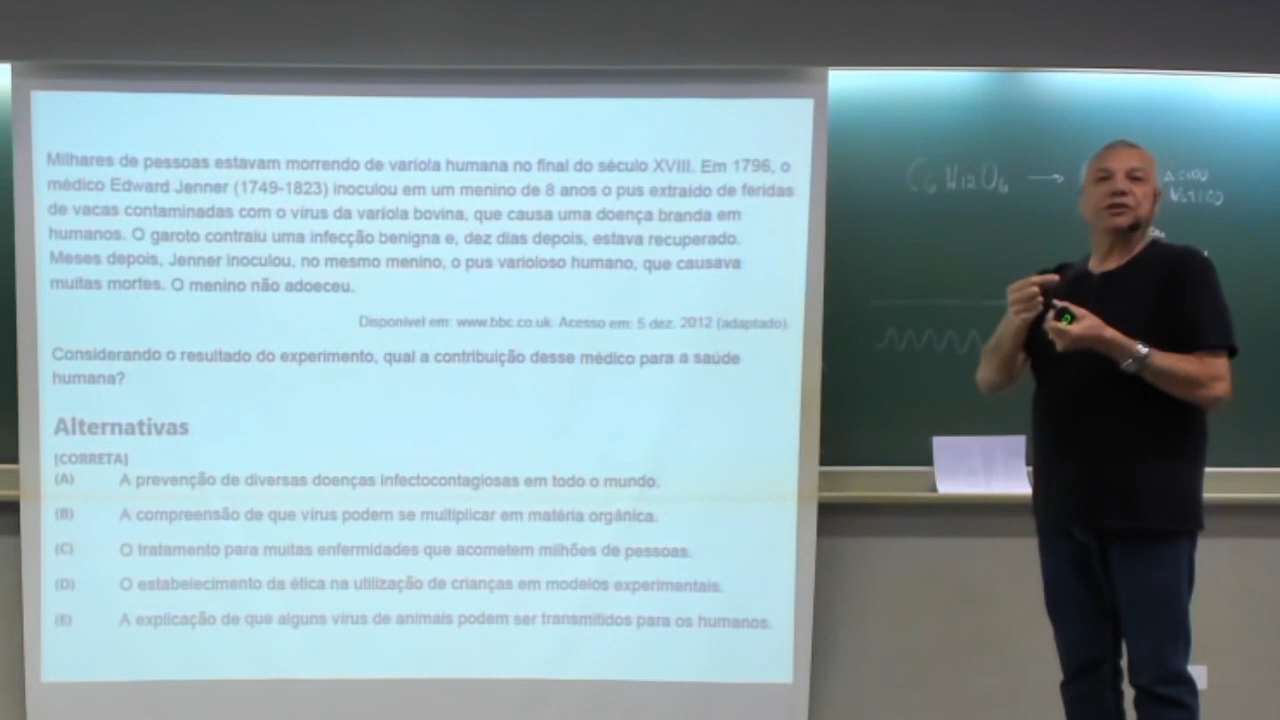 Milhares de pessoas estavam morrendo de varíola humana no final do século XVIII. Em 1796, o
médico Edward Jenner (1749-1823) inoculou em um menino de 8 anos o pus extraído de feridas
de vacas contaminadas com o vírus da varíola bovina, que causa uma doença branda em
humanos. O garoto contraiu uma infecção benigna e, dez dias depois, estava recuperado.
Meses depois, Jenner inoculou, no mesmo menino, o pus varioloso humano, que causava
muitas mortes. O menino não adoeceu.
Disponível em: www.bbc.co.uk. Acesso em: 5 dez. 2012 (adaptado).
Considerando o resultado do experimento, qual a contribuição desse médico para a saúde
humana?
Alternativas
[CORRETA]
(A) A prevenção de diversas doenças infectocontagiosas em todo o mundo.
(B) A compreensão de que vírus podem se multiplicar em matéria orgânica.
(C) O tratamento para muitas enfermidades que acometem milhões de pessoas.
(D) O estabelecimento da ética na utilização de crianças em modelos experimentais.
(E) A explicação de que alguns vírus de animais podem ser transmitidos para os humanos.
C6 H12O6 →